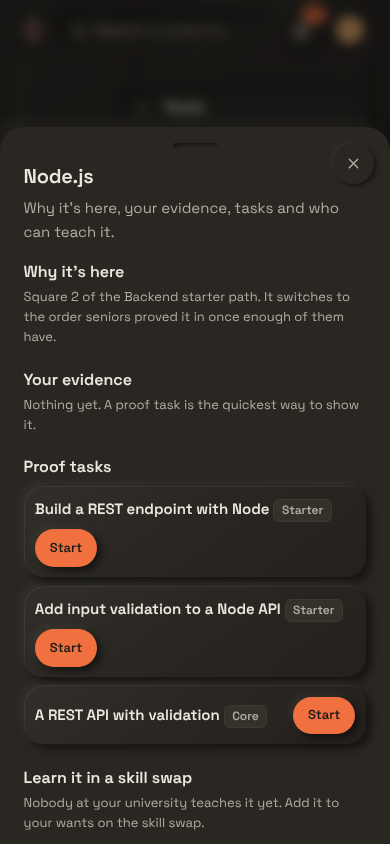 Node.js
Why it's here, your evidence, tasks and who
can teach it.
Why it's here
Square 2 of the Backend starter path. It switches to
the order seniors proved it in once enough of them
have.
Your evidence
Nothing yet. A proof task is the quickest way to show
it.
Proof tasks
Build a REST endpoint with Node Starter
Start
Add input validation to a Node API Starter
Start
A REST API with validation Core Start
Learn it in a skill swap
Nobody at your university teaches it yet. Add it to
your wants on the skill swap.